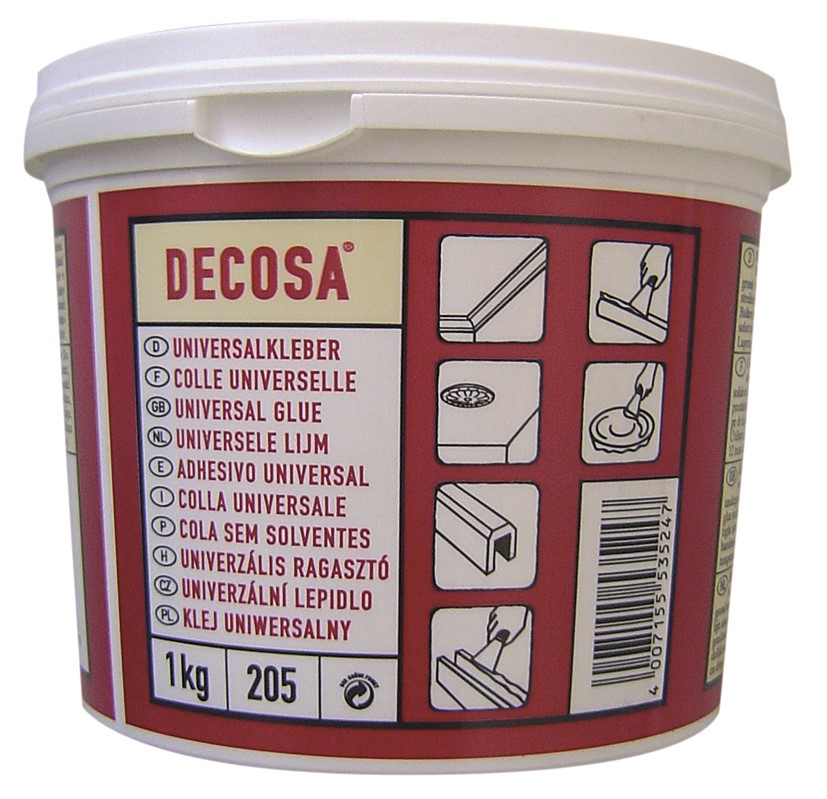 DECOSA®
D UNIVERSALKLEBER
F COLLE UNIVERSELLE
GB UNIVERSAL GLUE
NL UNIVERSELE LIJM
E ADHESIVO UNIVERSAL
I COLLA UNIVERSALE
P COLA SEM SOLVENTES
H UNIVERZÁLIS RAGASZTÓ
CZ UNIVERZÁLNÍ LEPIDLO
PL KLEJ UNIWERSALNY
1kg
205
4 007155 535247